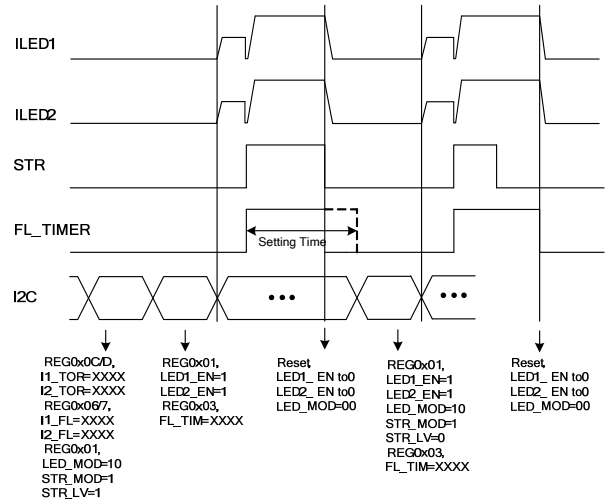 ILED1
ILED2
STR
FL_TIMER
Setting Time
I2C
•••
•••
REG0x0C/D,
I1_TOR=XXXX
I2_TOR=XXXX
REG0x06/7,
I1_FL=XXXX
I2_FL=XXXX
REG0x01,
LED_MOD=10
STR_MOD=1
STR_LV=1
REG0x01,
LED1_EN=1
LED2_EN=1
REG0x03,
FL_TIM=XXXX
Reset,
LED1_ EN to0
LED2_ EN to0
LED_MOD=00
REG0x01,
LED1_EN=1
LED2_EN=1
LED_MOD=10
STR_MOD=1
STR_LV=0
REG0x03,
FL_TIM=XXXX
Reset,
LED1_ EN to0
LED2_ EN to0
LED_MOD=00